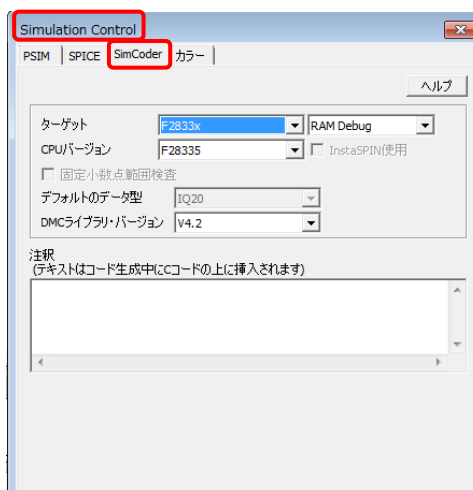 Simulation Control
PSIM SPICE SimCoder カラー
ヘルプ
ターゲット F2833x RAM Debug
CPUバージョン F28335 InstaSPIN使用
固定小数点範囲検査
デフォルトのデータ型 IQ20
DMCライブラリ・バージョン V4.2
注釈
(テキストはコード生成中にCコードの上に挿入されます)